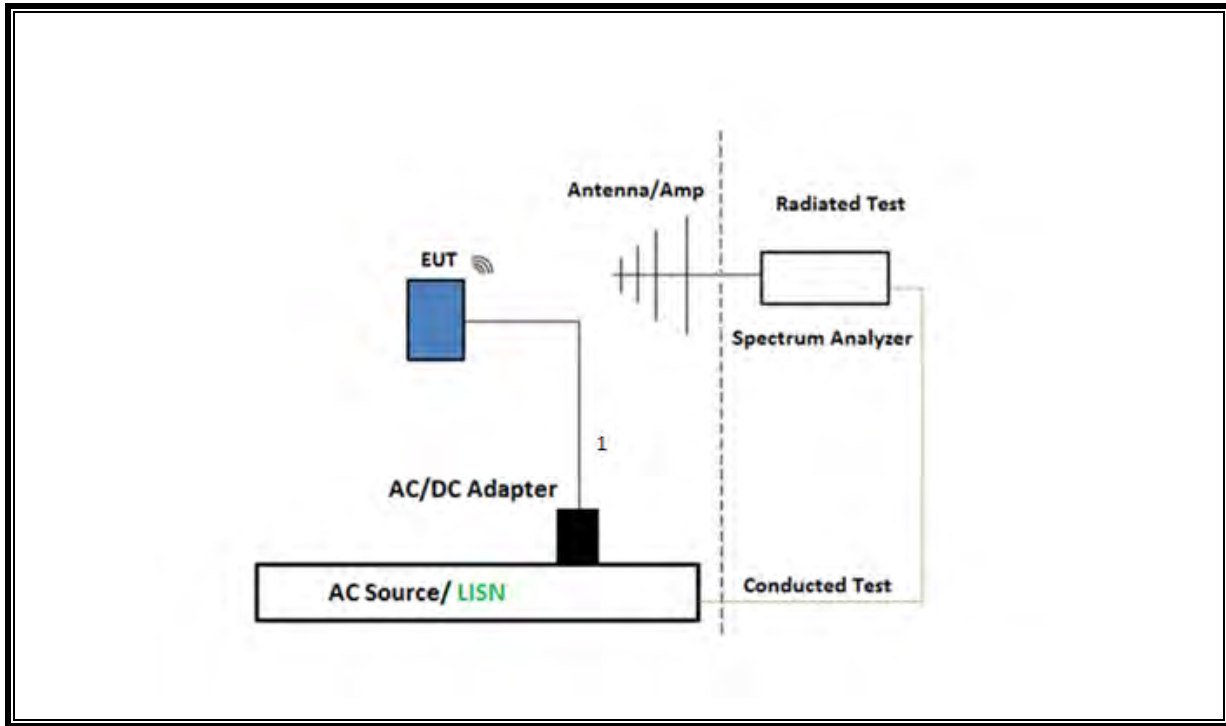 Antenna/Amp
Radiated Test
EUT
Spectrum Analyzer
1
AC/DC Adapter
AC Source/ LISN
Conducted Test